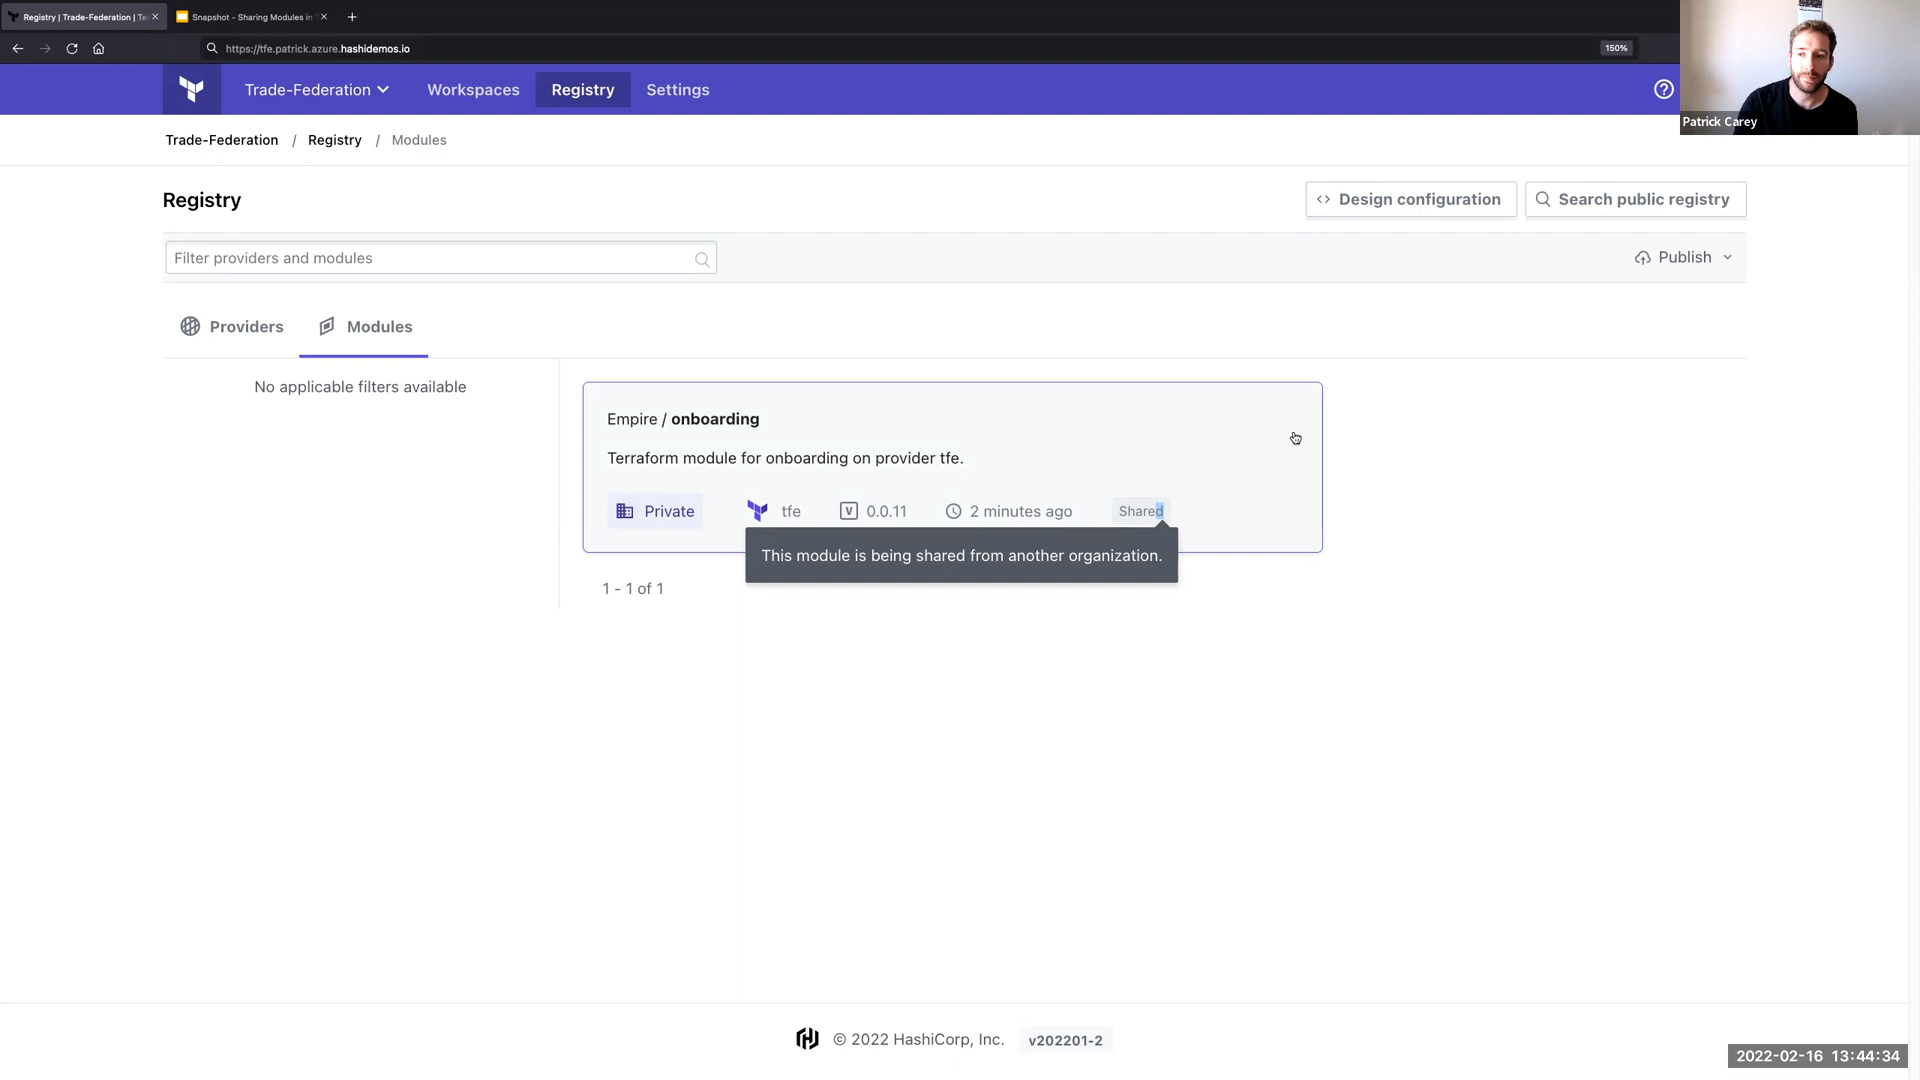 Registry | Trade-Federation | Te
Snapshot - Sharing Modules in
https://tfe.patrick.azure.hashidemos.io
150%
Trade-Federation
Workspaces
Registry
Settings
Patrick Carey
Trade-Federation / Registry / Modules
Registry
Design configuration
Search public registry
Filter providers and modules
Publish
Providers
Modules
No applicable filters available
Empire / onboarding
Terraform module for onboarding on provider tfe.
Private
tfe
V 0.0.11
2 minutes ago
Shared
This module is being shared from another organization.
1 - 1 of 1
© 2022 HashiCorp, Inc.
v202201-2
2022-02-16 13:44:34